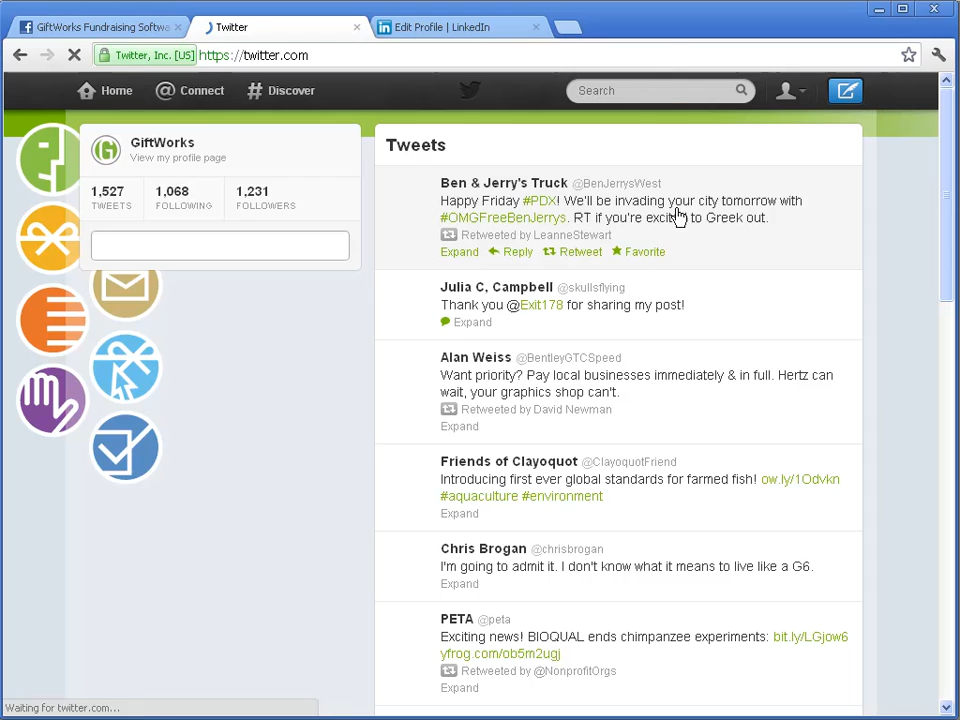 GiftWorks Fundraising Softwa
Twitter
Edit Profile | LinkedIn
Twitter, Inc. [US]
https://twitter.com
Home
Connect
Discover
Search
GiftWorks
View my profile page
1,527
TWEETS
1,068
FOLLOWING
1,231
FOLLOWERS
Tweets
Ben & Jerry's Truck @BenJerrysWest
Happy Friday #PDX! We'll be invading your city tomorrow with
#OMGFreeBenJerrys. RT if you're excited to Greek out.
Retweeted by LeanneStewart
Expand Reply Retweet Favorite
Julia C, Campbell @skullsflying
Thank you @Exit178 for sharing my post!
Expand
Alan Weiss @BentleyGTCSpeed
Want priority? Pay local businesses immediately & in full. Hertz can
wait, your graphics shop can't.
Retweeted by David Newman
Expand
Friends of Clayoquot @ClayoquotFriend
Introducing first ever global standards for farmed fish! ow.ly/1Odvkn
#aquaculture #environment
Expand
Chris Brogan @chrisbrogan
I'm going to admit it. I don't know what it means to live like a G6.
Expand
PETA @peta
Exciting news! BIOQUAL ends chimpanzee experiments: bit.ly/LGjow6
yfrog.com/ob5m2ugj
Retweeted by @NonprofitOrgs
Expand
Waiting for twitter.com...